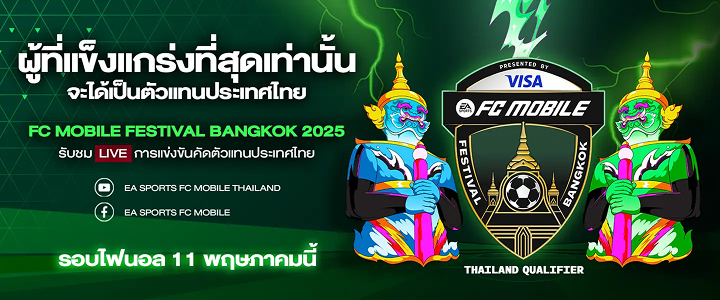 ผู้ที่แข็งแกร่งที่สุดเท่านั้น
จะได้เป็นตัวแทนประเทศไทย
FC MOBILE FESTIVAL BANGKOK 2025
รับชม LIVE การแข่งขันคัดตัวแทนประเทศไทย
EA SPORTS FC MOBILE THAILAND
EA SPORTS FC MOBILE
รอบไฟนอล 11 พฤษภาคมนี้
PRESENTED BY
VISA
EA SPORTS FC MOBILE
FESTIVAL
BANGKOK
THAILAND QUALIFIER